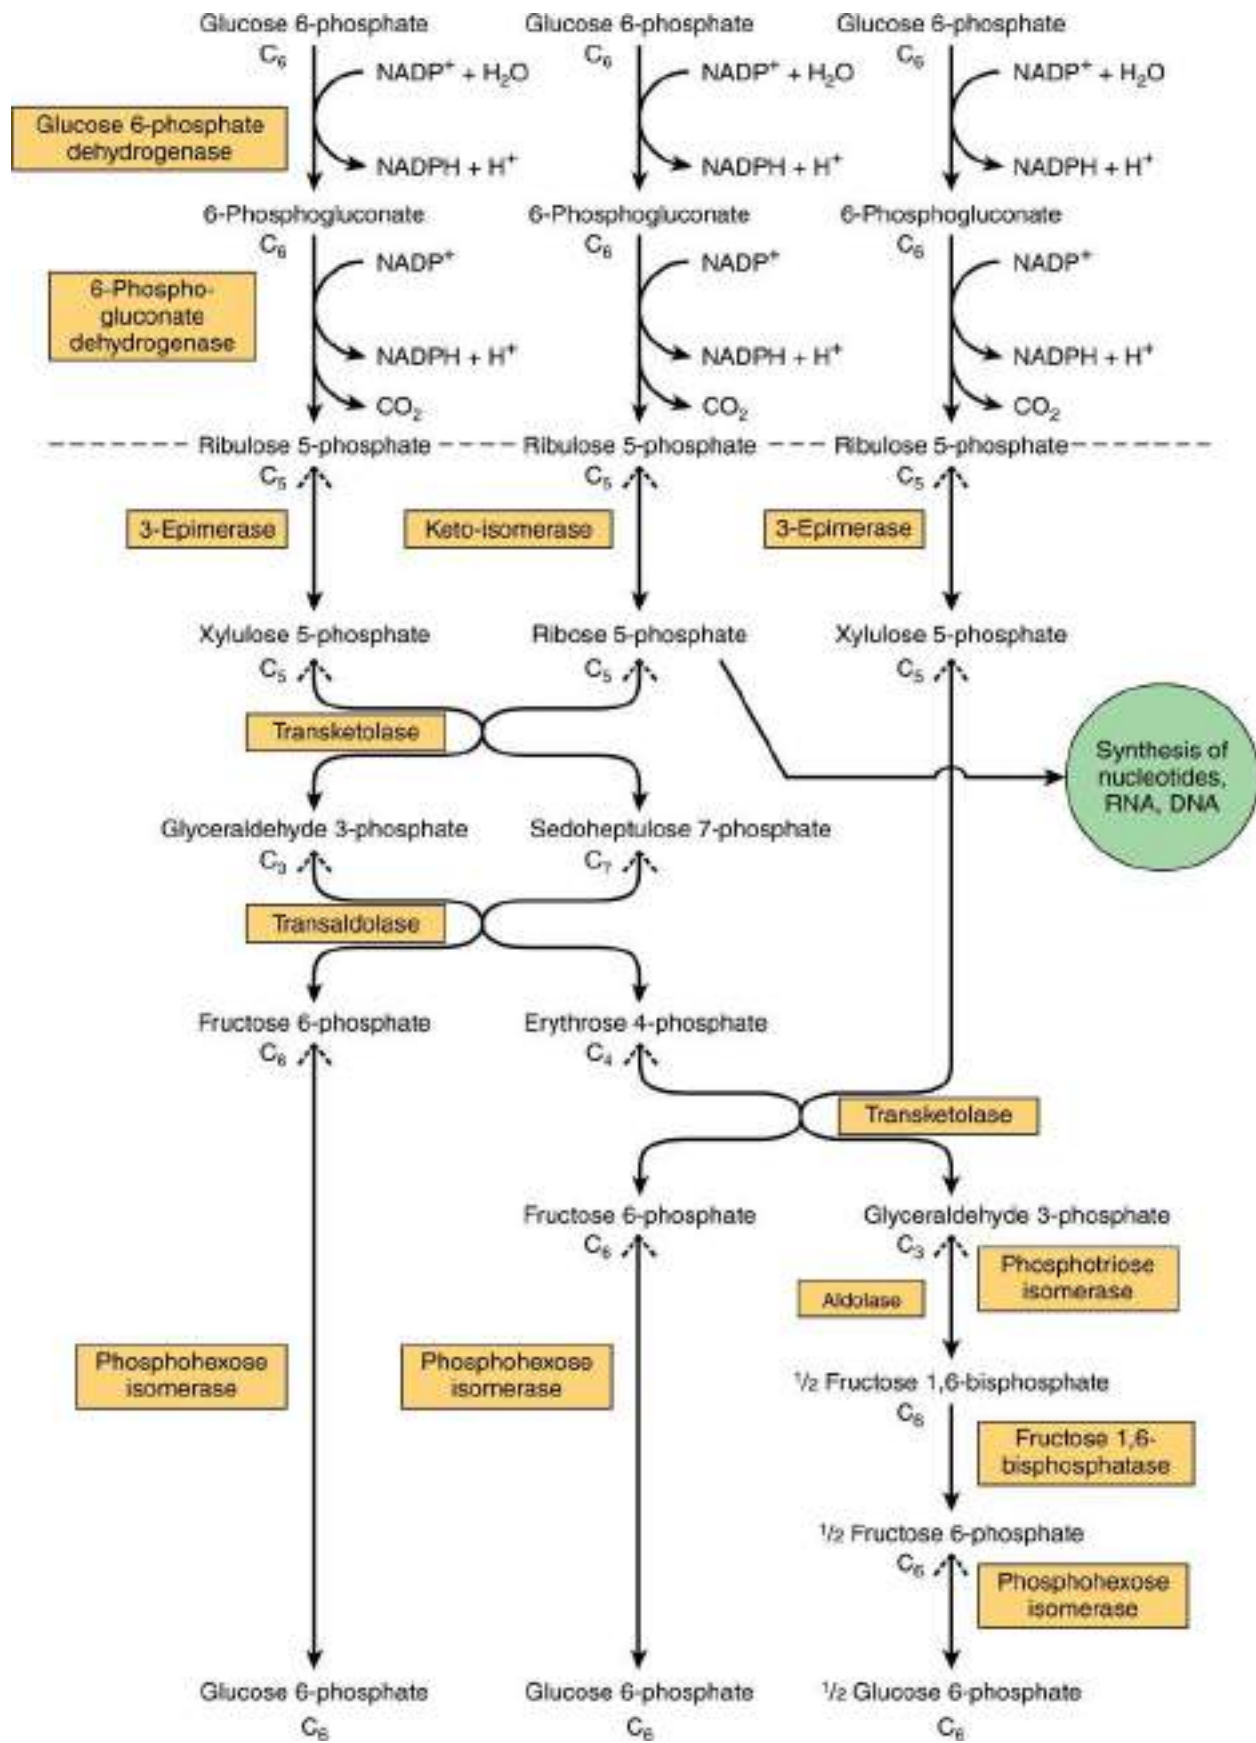 Glucose 6-phosphate Glucose 6-phosphate Glucose 6-phosphate
C₆ C₆ C₆
NADP⁺ + H₂O NADP⁺ + H₂O NADP⁺ + H₂O
Glucose 6-phosphate
dehydrogenase
NADPH + H⁺ NADPH + H⁺ NADPH + H⁺
6-Phosphogluconate 6-Phosphogluconate 6-Phosphogluconate
C₆ C₆ C₆
NADP⁺ NADP⁺ NADP⁺
6-Phospho-
gluconate
dehydrogenase
NADPH + H⁺ NADPH + H⁺ NADPH + H⁺
CO₂ CO₂ CO₂
Ribulose 5-phosphate Ribulose 5-phosphate Ribulose 5-phosphate
C₅ C₅ C₅
3-Epimerase Keto-isomerase 3-Epimerase
Xylulose 5-phosphate Ribose 5-phosphate Xylulose 5-phosphate
C₅ C₅ C₅
Transketolase
Synthesis of
nucleotides,
RNA, DNA
Glyceraldehyde 3-phosphate Sedoheptulose 7-phosphate
C₃ C₇
Transaldolase
Fructose 6-phosphate Erythrose 4-phosphate
C₆ C₄
Transketolase
Fructose 6-phosphate Glyceraldehyde 3-phosphate
C₆ C₃
Phosphotriose
isomerase
Aldolase
Phosphohexose
isomerase
Phosphohexose
isomerase
1/2 Fructose 1,6-bisphosphate
C₆
Fructose 1,6-
bisphosphatase
1/2 Fructose 6-phosphate
C₆
Phosphohexose
isomerase
Glucose 6-phosphate Glucose 6-phosphate 1/2 Glucose 6-phosphate
C₆ C₆ C₆